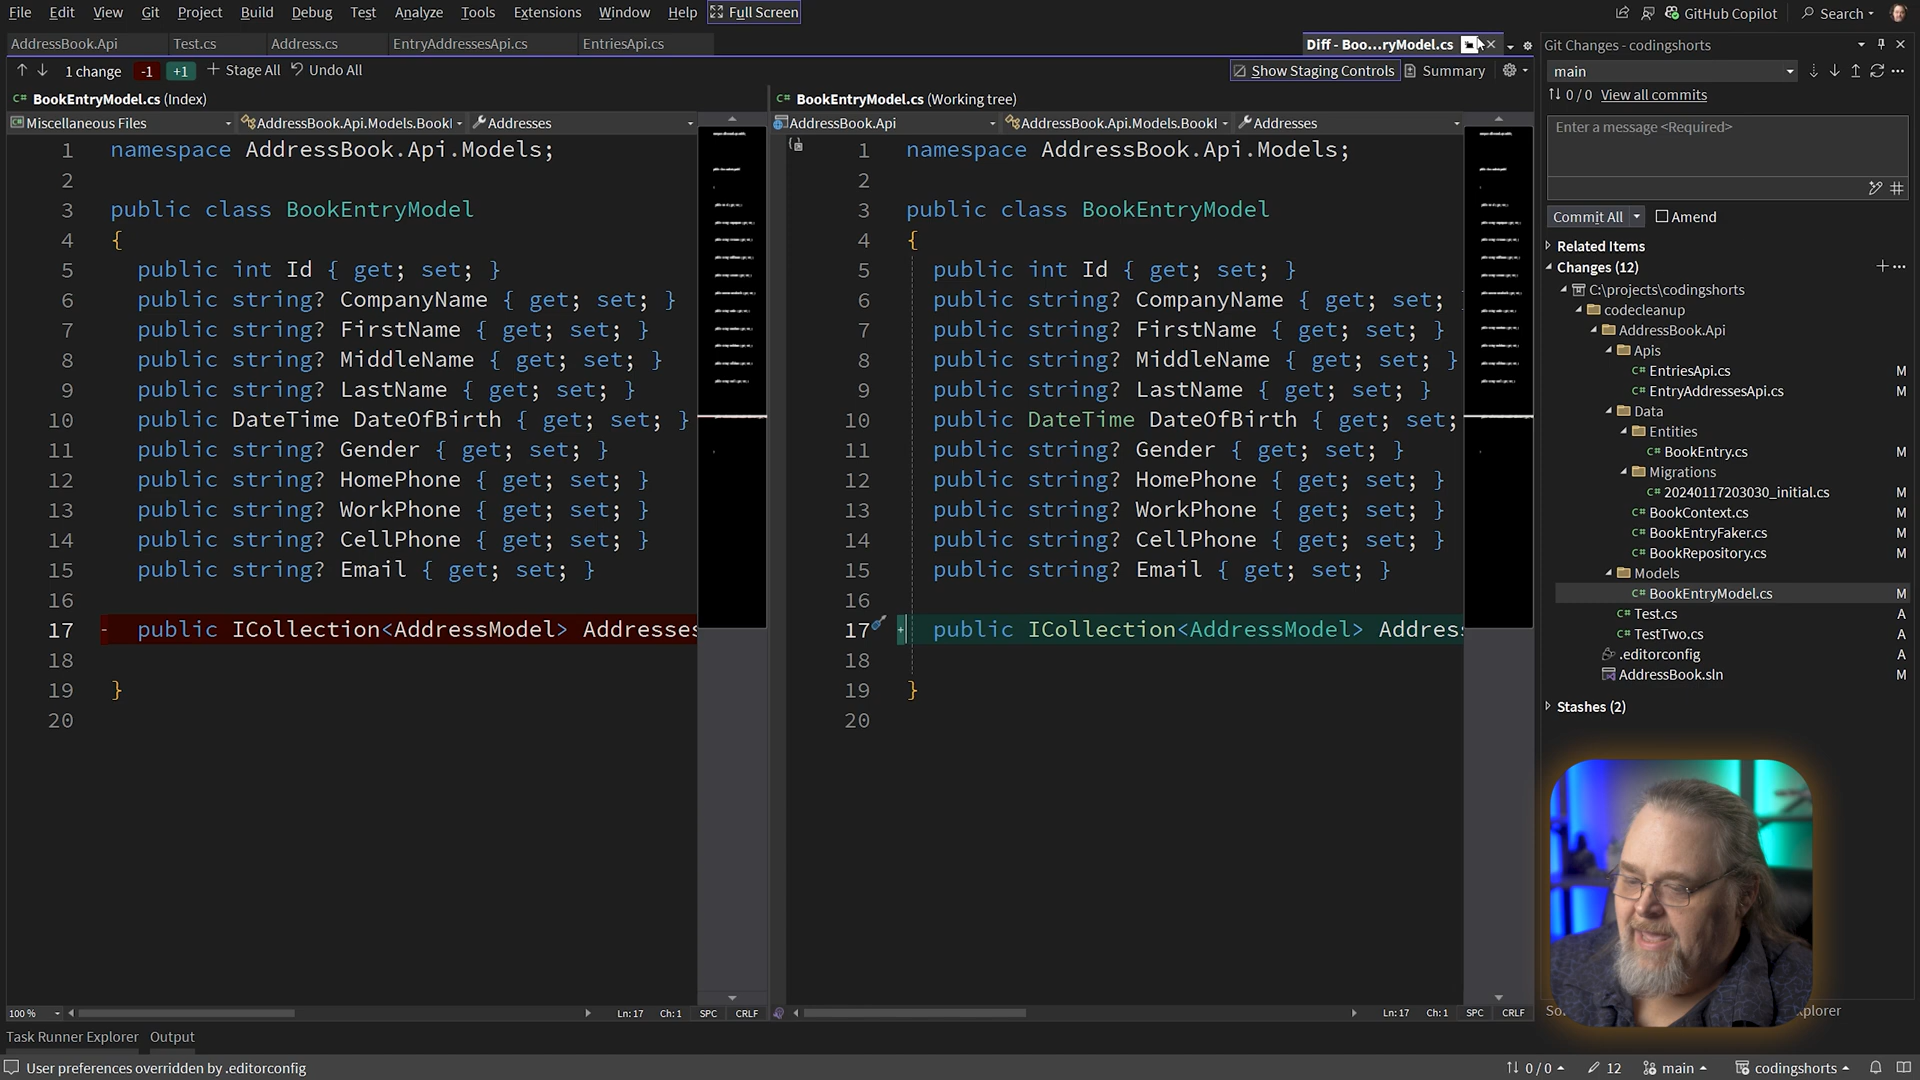 File Edit View Git Project Build Debug Test Analyze Tools Extensions Window Help Full Screen GitHub Copilot Search
AddressBook.Api Test.cs Address.cs EntryAddressesApi.cs EntriesApi.cs Diff - Boo...ryModel.cs
1 change -1 +1 Stage All Undo All Show Staging Controls Summary
BookEntryModel.cs (Index)
Miscellaneous Files AddressBook.Api.Models.Bookl Addresses
1 namespace AddressBook.Api.Models;
2
3 public class BookEntryModel
4 {
5 public int Id { get; set; }
6 public string? CompanyName { get; set; }
7 public string? FirstName { get; set; }
8 public string? MiddleName { get; set; }
9 public string? LastName { get; set; }
10 public DateTime DateOfBirth { get; set; }
11 public string? Gender { get; set; }
12 public string? HomePhone { get; set; }
13 public string? WorkPhone { get; set; }
14 public string? CellPhone { get; set; }
15 public string? Email { get; set; }
16
17 - public ICollection<AddressModel> Addresses
18
19 }
20
100 % Ln: 17 Ch: 1 SPC CRLF
BookEntryModel.cs (Working tree)
AddressBook.Api AddressBook.Api.Models.Bookl Addresses
1 namespace AddressBook.Api.Models;
2
3 public class BookEntryModel
4 {
5 public int Id { get; set; }
6 public string? CompanyName { get; set;
7 public string? FirstName { get; set; }
8 public string? MiddleName { get; set; }
9 public string? LastName { get; set; }
10 public DateTime DateOfBirth { get; set;
11 public string? Gender { get; set; }
12 public string? HomePhone { get; set; }
13 public string? WorkPhone { get; set; }
14 public string? CellPhone { get; set; }
15 public string? Email { get; set; }
16
17 + public ICollection<AddressModel> Address
18
19 }
20
Ln: 17 Ch: 1 SPC CRLF
Git Changes - codingshorts
main
0 / 0 View all commits
Enter a message <Required>
Commit All Amend
Related Items
Changes (12)
C:\projects\codingshorts
codecleanup
AddressBook.Api
Apis
EntriesApi.cs M
EntryAddressesApi.cs M
Data
Entities
BookEntry.cs M
Migrations
20240117203030_initial.cs M
BookContext.cs M
BookEntryFaker.cs M
BookRepository.cs M
Models
BookEntryModel.cs M
Test.cs A
TestTwo.cs A
.editorconfig A
AddressBook.sln M
Stashes (2)
Task Runner Explorer Output
User preferences overridden by .editorconfig 0 / 0 12 main codingshorts